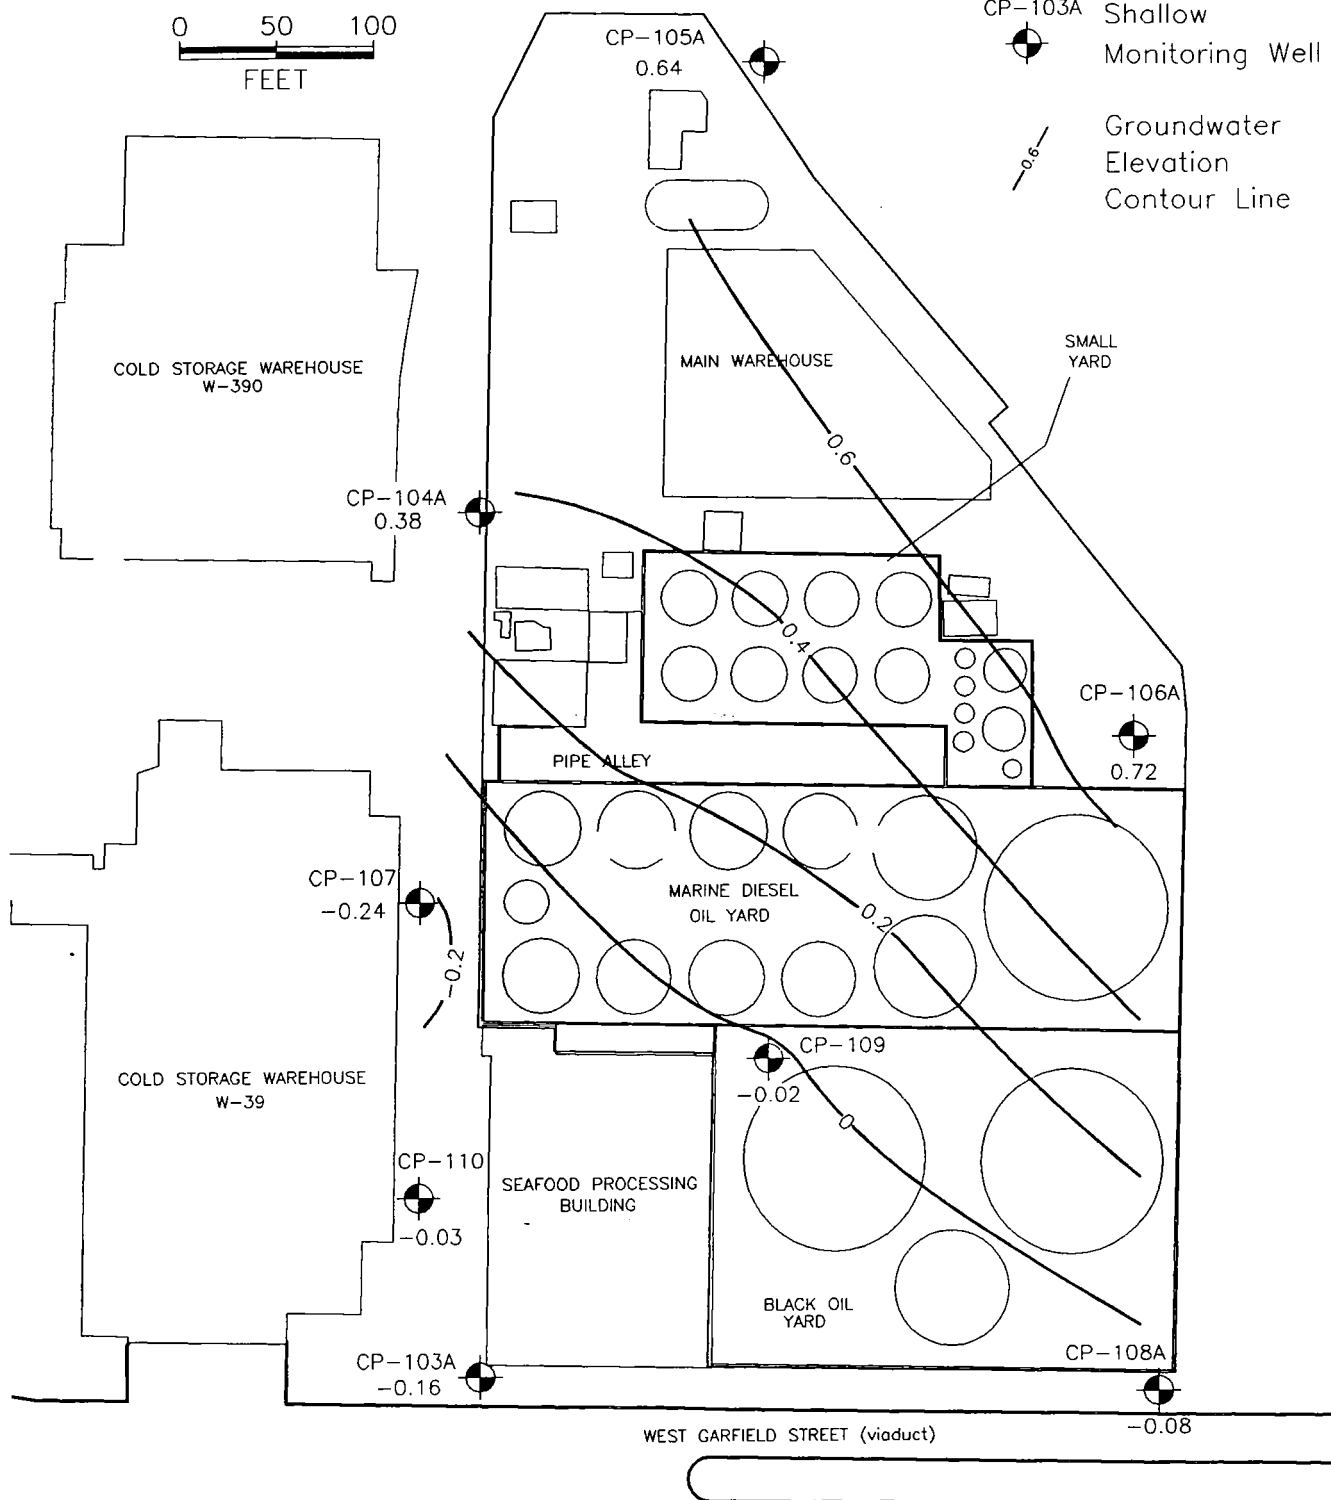 0 50 100
FEET
CP-103A Shallow
Monitoring Well
0.6
Groundwater
Elevation
Contour Line
CP-105A
0.64
SMALL
YARD
COLD STORAGE WAREHOUSE
W-390
MAIN WAREHOUSE
0.6
CP-104A
0.38
0.4
CP-106A
0.72
PIPE ALLEY
CP-107
-0.24
MARINE DIESEL
OIL YARD
0.2
-0.2
CP-109
-0.02
COLD STORAGE WAREHOUSE
W-39
0
CP-110
-0.03
SEAFOOD PROCESSING
BUILDING
BLACK OIL
YARD
CP-103A
-0.16
CP-108A
-0.08
WEST GARFIELD STREET (viaduct)